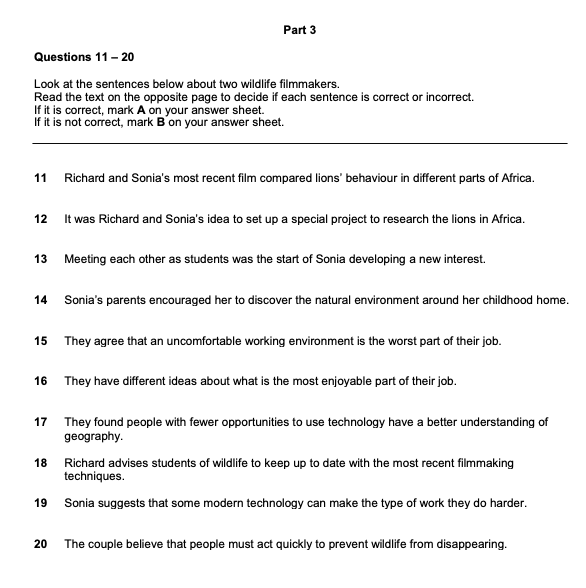 Part 3
Questions 11 – 20
Look at the sentences below about two wildlife filmmakers.
Read the text on the opposite page to decide if each sentence is correct or incorrect.
If it is correct, mark A on your answer sheet.
If it is not correct, mark B on your answer sheet.
11 Richard and Sonia's most recent film compared lions' behaviour in different parts of Africa.
12 It was Richard and Sonia's idea to set up a special project to research the lions in Africa.
13 Meeting each other as students was the start of Sonia developing a new interest.
14 Sonia's parents encouraged her to discover the natural environment around her childhood home.
15 They agree that an uncomfortable working environment is the worst part of their job.
16 They have different ideas about what is the most enjoyable part of their job.
17 They found people with fewer opportunities to use technology have a better understanding of
geography.
18 Richard advises students of wildlife to keep up to date with the most recent filmmaking
techniques.
19 Sonia suggests that some modern technology can make the type of work they do harder.
20 The couple believe that people must act quickly to prevent wildlife from disappearing.